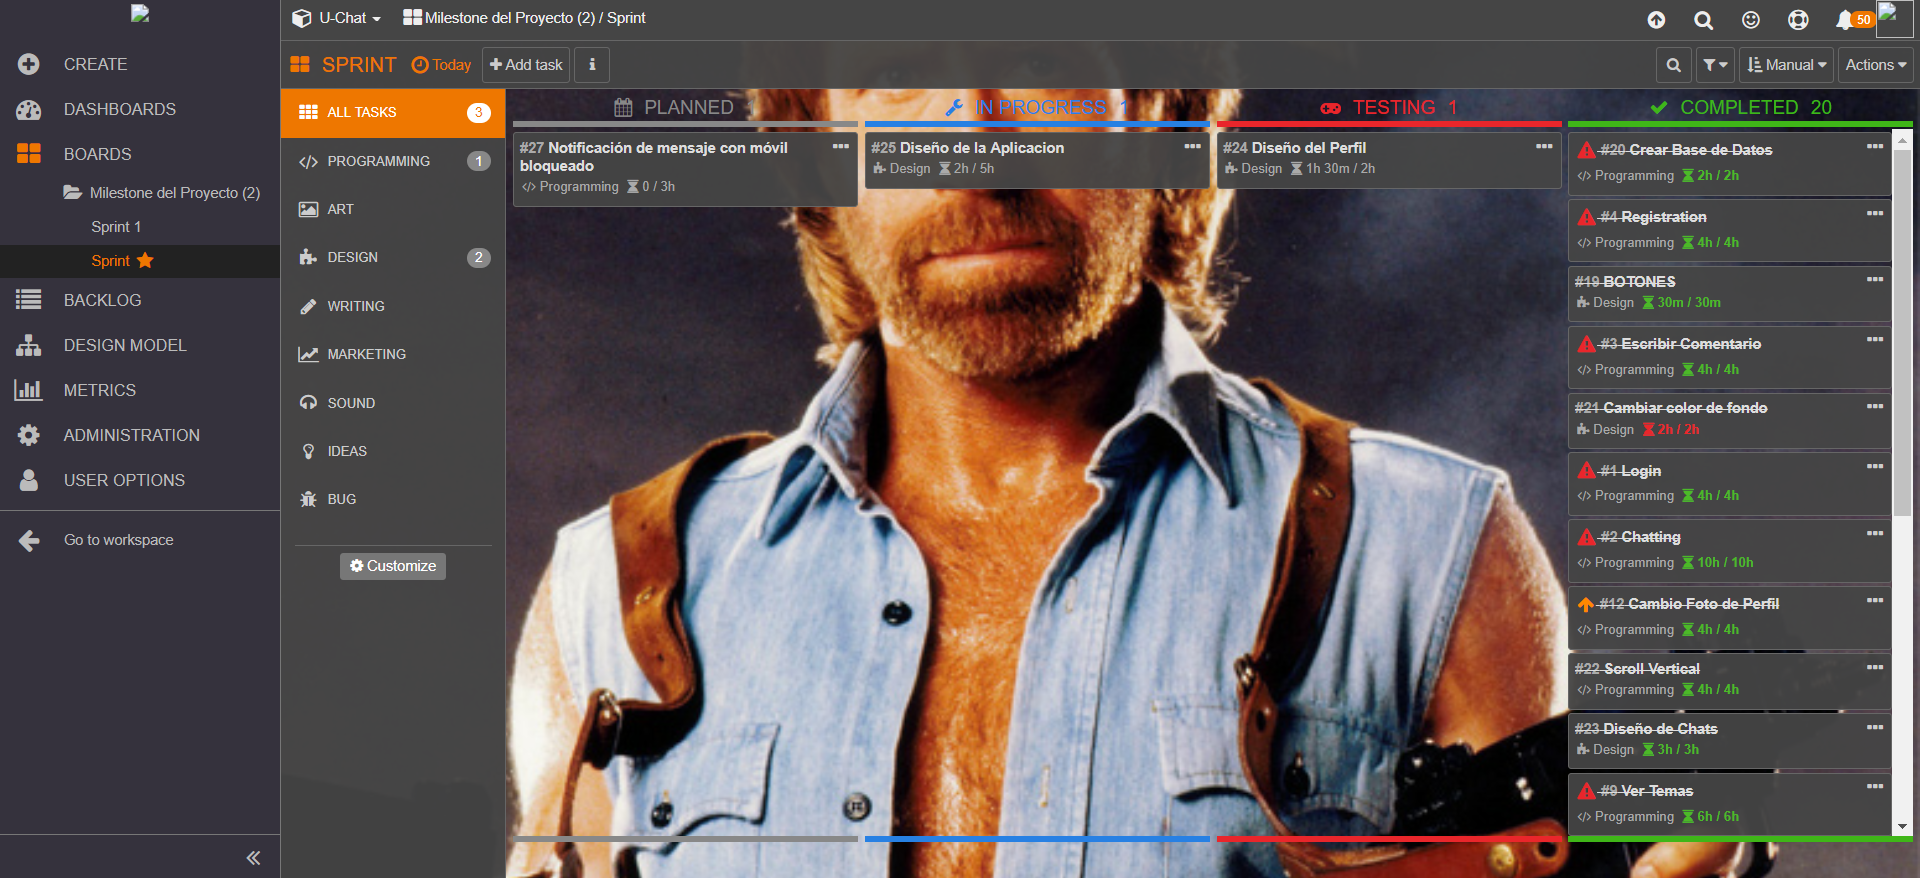 U-Chat
Milestone del Proyecto (2) / Sprint
50
CREATE
DASHBOARDS
BOARDS
Milestone del Proyecto (2)
Sprint 1
Sprint
BACKLOG
DESIGN MODEL
METRICS
ADMINISTRATION
USER OPTIONS
Go to workspace
SPRINT
Today
Add task
Manual
Actions
ALL TASKS 3
PROGRAMMING 1
ART
DESIGN 2
WRITING
MARKETING
SOUND
IDEAS
BUG
Customize
PLANNED 1
#27 Notificación de mensaje con móvil
bloqueado
Programming 0 / 3h
IN PROGRESS 1
#25 Diseño de la Aplicacion
Design 2h / 5h
TESTING 1
#24 Diseño del Perfil
Design 1h 30m / 2h
COMPLETED 20
#20 Crear Base de Datos
Programming 2h / 2h
#4 Registration
Programming 4h / 4h
#19 BOTONES
Design 30m / 30m
#3 Escribir Comentario
Programming 4h / 4h
#21 Cambiar color de fondo
Design 2h / 2h
#1 Login
Programming 4h / 4h
#2 Chatting
Programming 10h / 10h
#12 Cambio Foto de Perfil
Programming 4h / 4h
#22 Scroll Vertical
Programming 4h / 4h
#23 Diseño de Chats
Design 3h / 3h
#9 Ver Temas
Programming 6h / 6h